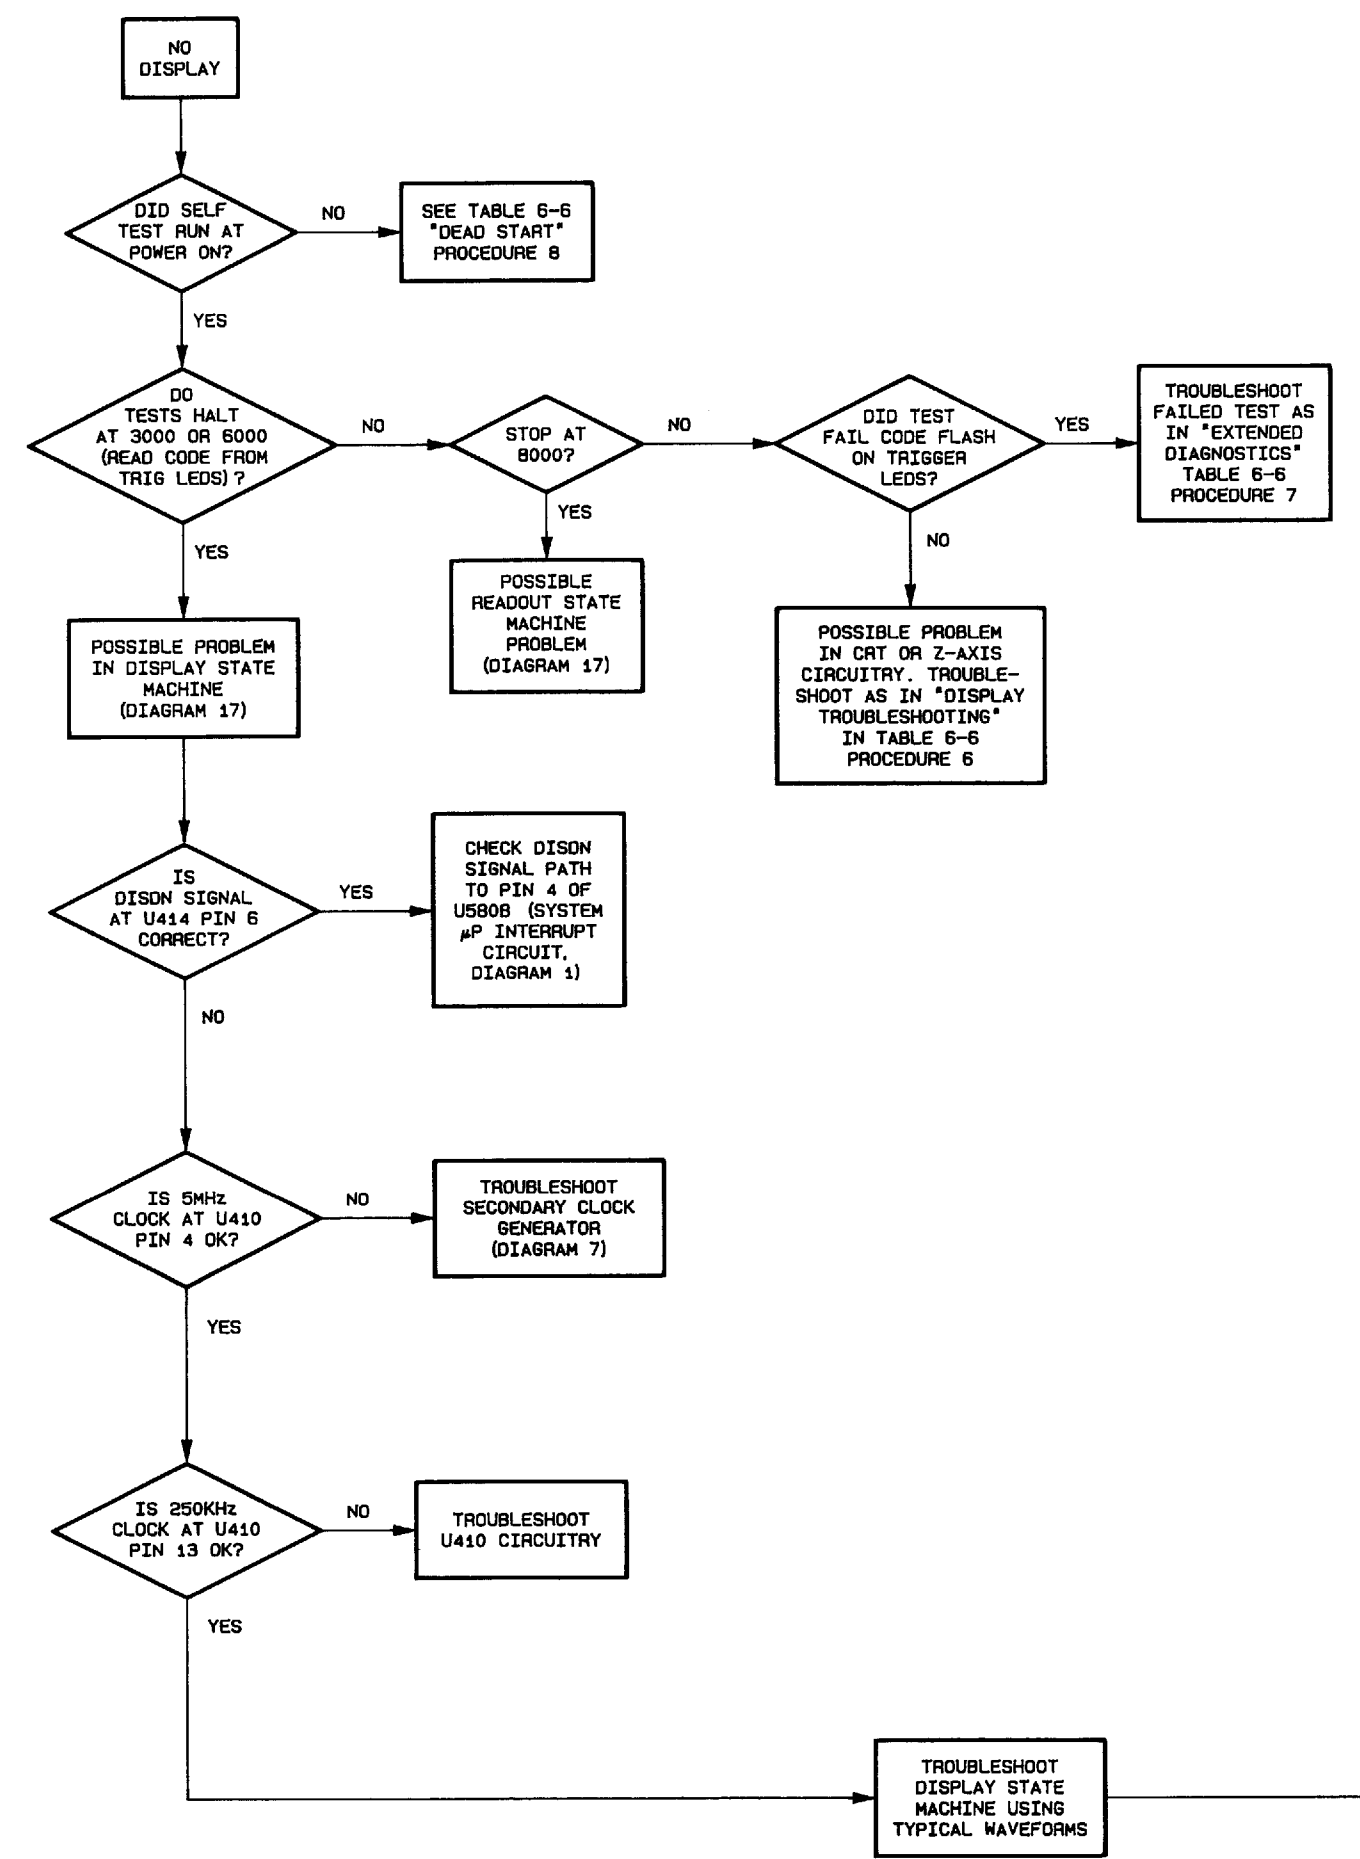 NO
DISPLAY
DID SELF
TEST RUN AT
POWER ON?
NO
SEE TABLE 6-6
"DEAD START"
PROCEDURE 8
YES
DO
TESTS HALT
AT 3000 OR 6000
(READ CODE FROM
TRIG LEDS)?
NO
STOP AT
8000?
NO
DID TEST
FAIL CODE FLASH
ON TRIGGER
LEDS?
YES
TROUBLESHOOT
FAILED TEST AS
IN "EXTENDED
DIAGNOSTICS"
TABLE 6-6
PROCEDURE 7
YES
YES
NO
POSSIBLE PROBLEM
IN DISPLAY STATE
MACHINE
(DIAGRAM 17)
POSSIBLE
READOUT STATE
MACHINE
PROBLEM
(DIAGRAM 17)
POSSIBLE PROBLEM
IN CRT OR Z-AXIS
CIRCUITRY. TROUBLE-
SHOOT AS IN "DISPLAY
TROUBLESHOOTING"
IN TABLE 6-6
PROCEDURE 6
IS
DISDN SIGNAL
AT U414 PIN 6
CORRECT?
YES
CHECK DISDN
SIGNAL PATH
TO PIN 4 OF
U580B (SYSTEM
µP INTERRUPT
CIRCUIT,
DIAGRAM 1)
NO
IS 5MHz
CLOCK AT U410
PIN 4 OK?
NO
TROUBLESHOOT
SECONDARY CLOCK
GENERATOR
(DIAGRAM 7)
YES
IS 250KHz
CLOCK AT U410
PIN 13 OK?
NO
TROUBLESHOOT
U410 CIRCUITRY
YES
TROUBLESHOOT
DISPLAY STATE
MACHINE USING
TYPICAL WAVEFORMS